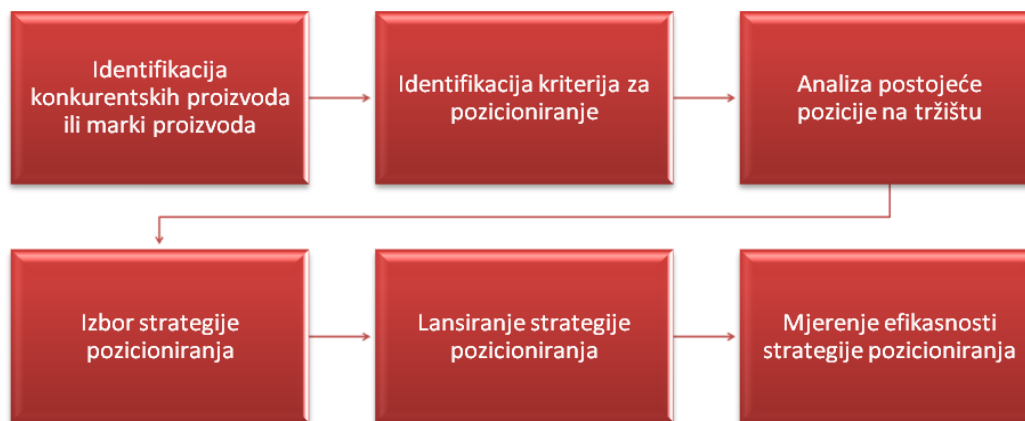 Identifikacija
konkurentskih proizvoda
ili marki proizvoda
Identifikacija kriterija za
pozicioniranje
Analiza postojeće
pozicije na tržištu
Izbor strategije
pozicioniranja
Lansiranje strategije
pozicioniranja
Mjerenje efikasnosti
strategije pozicioniranja